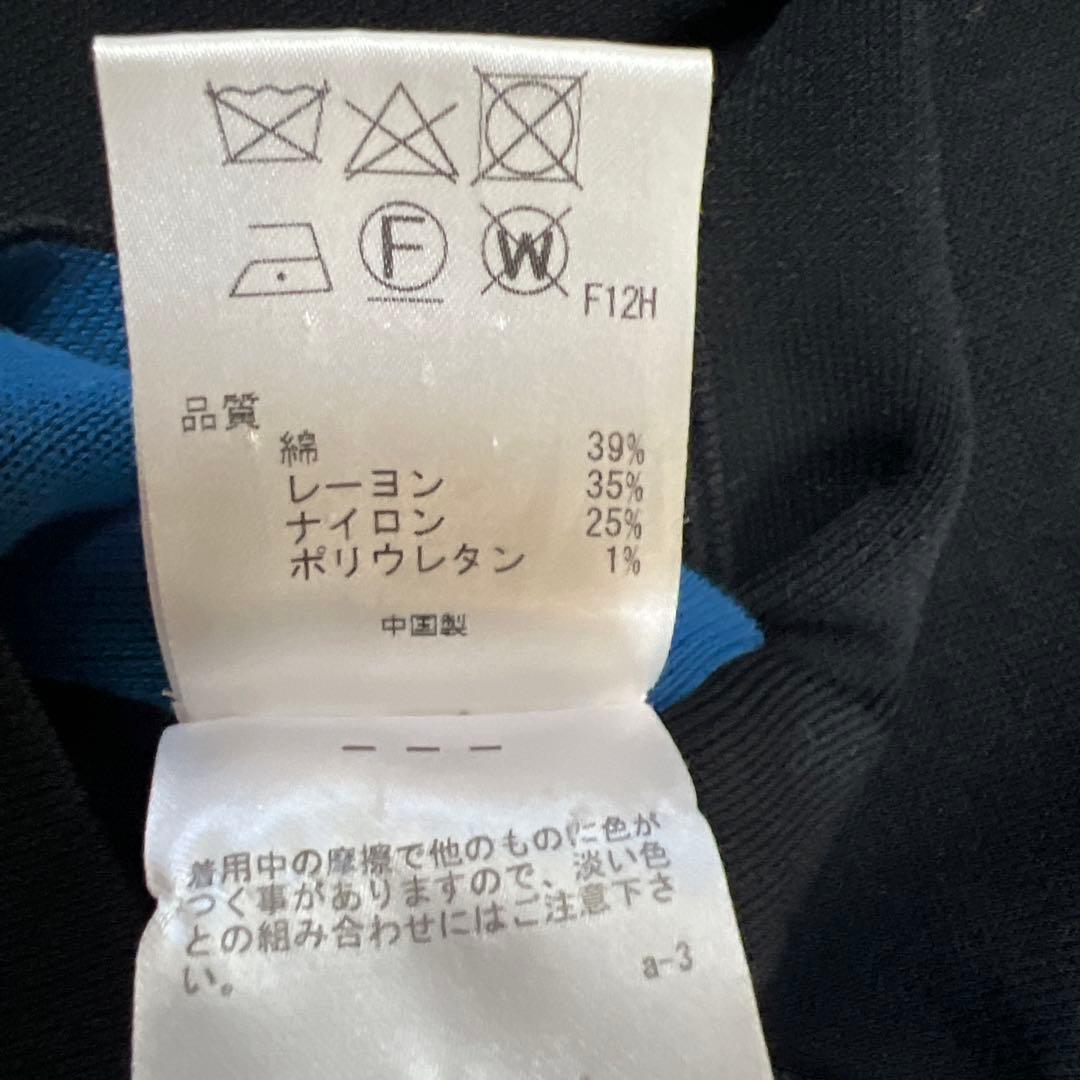 F
W
F12H
品質
綿 39%
レーヨン 35%
ナイロン 25%
ポリウレタン 1%
中国製
着用中の摩擦で他のものに色が
つく事がありますので、淡い色
との組み合わせにはご注意下さ
い。
a-3